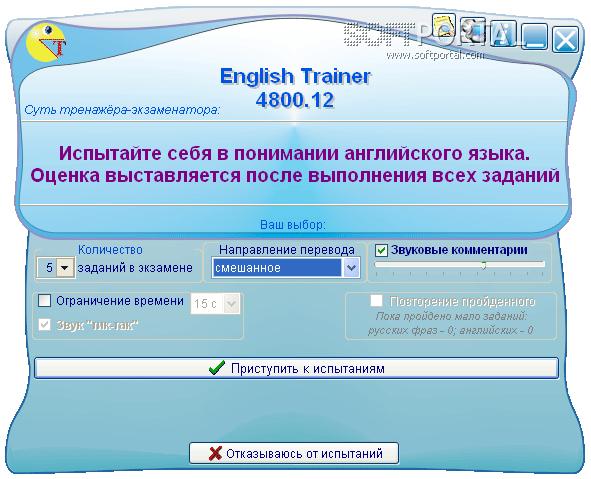 SOFTPORTAL
www.softportal.com
T
English Trainer
4800.12
Суть тренажёра-экзаменатора:
Испытайте себя в понимании английского языка.
Оценка выставляется после выполнения всех заданий
Ваш выбор:
Количество
5 заданий в экзамене
Направление перевода
смешанное
Звуковые комментарии
Ограничение времени 15 с
Звук "тик-так"
Повторение пройденного
Пока пройдено мало заданий:
русских фраз - 0; английских - 0
Приступить к испытаниям
Отказываюсь от испытаний